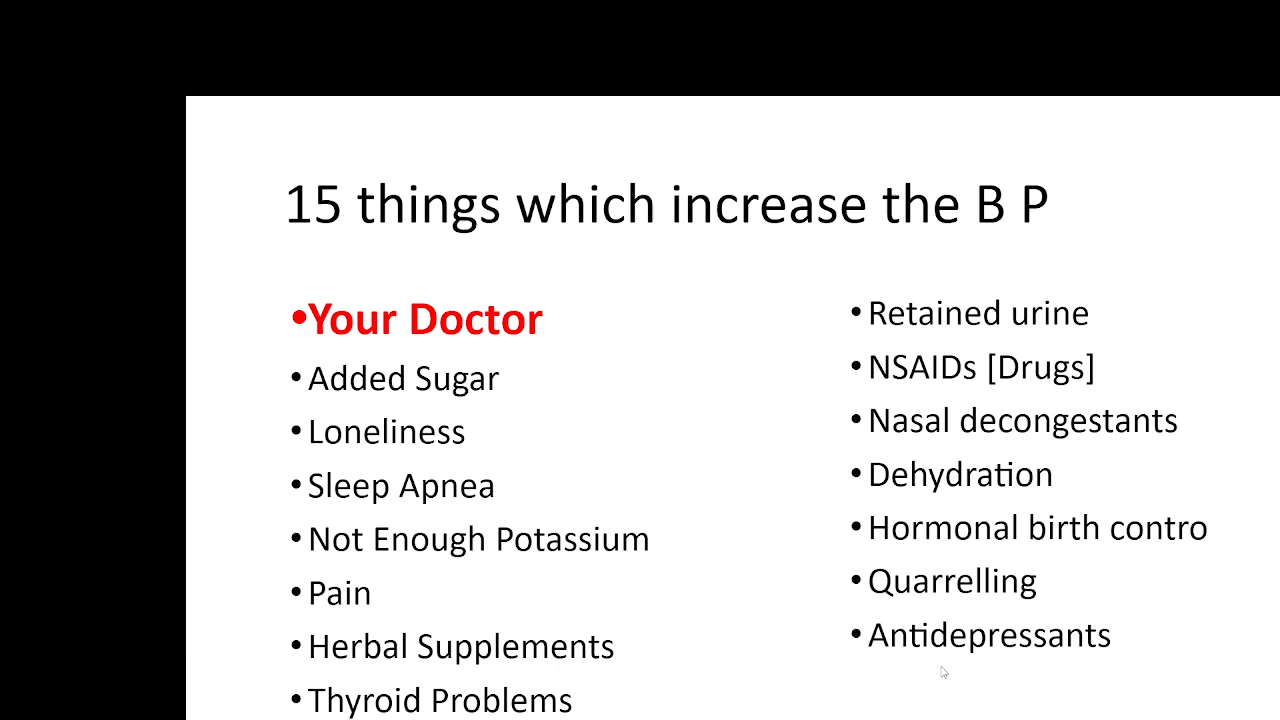 15 things which increase the B P
•Your Doctor
•Added Sugar
•Loneliness
•Sleep Apnea
•Not Enough Potassium
•Pain
•Herbal Supplements
•Thyroid Problems
•Retained urine
•NSAIDs [Drugs]
•Nasal decongestants
•Dehydration
•Hormonal birth contro
•Quarrelling
•Antidepressants